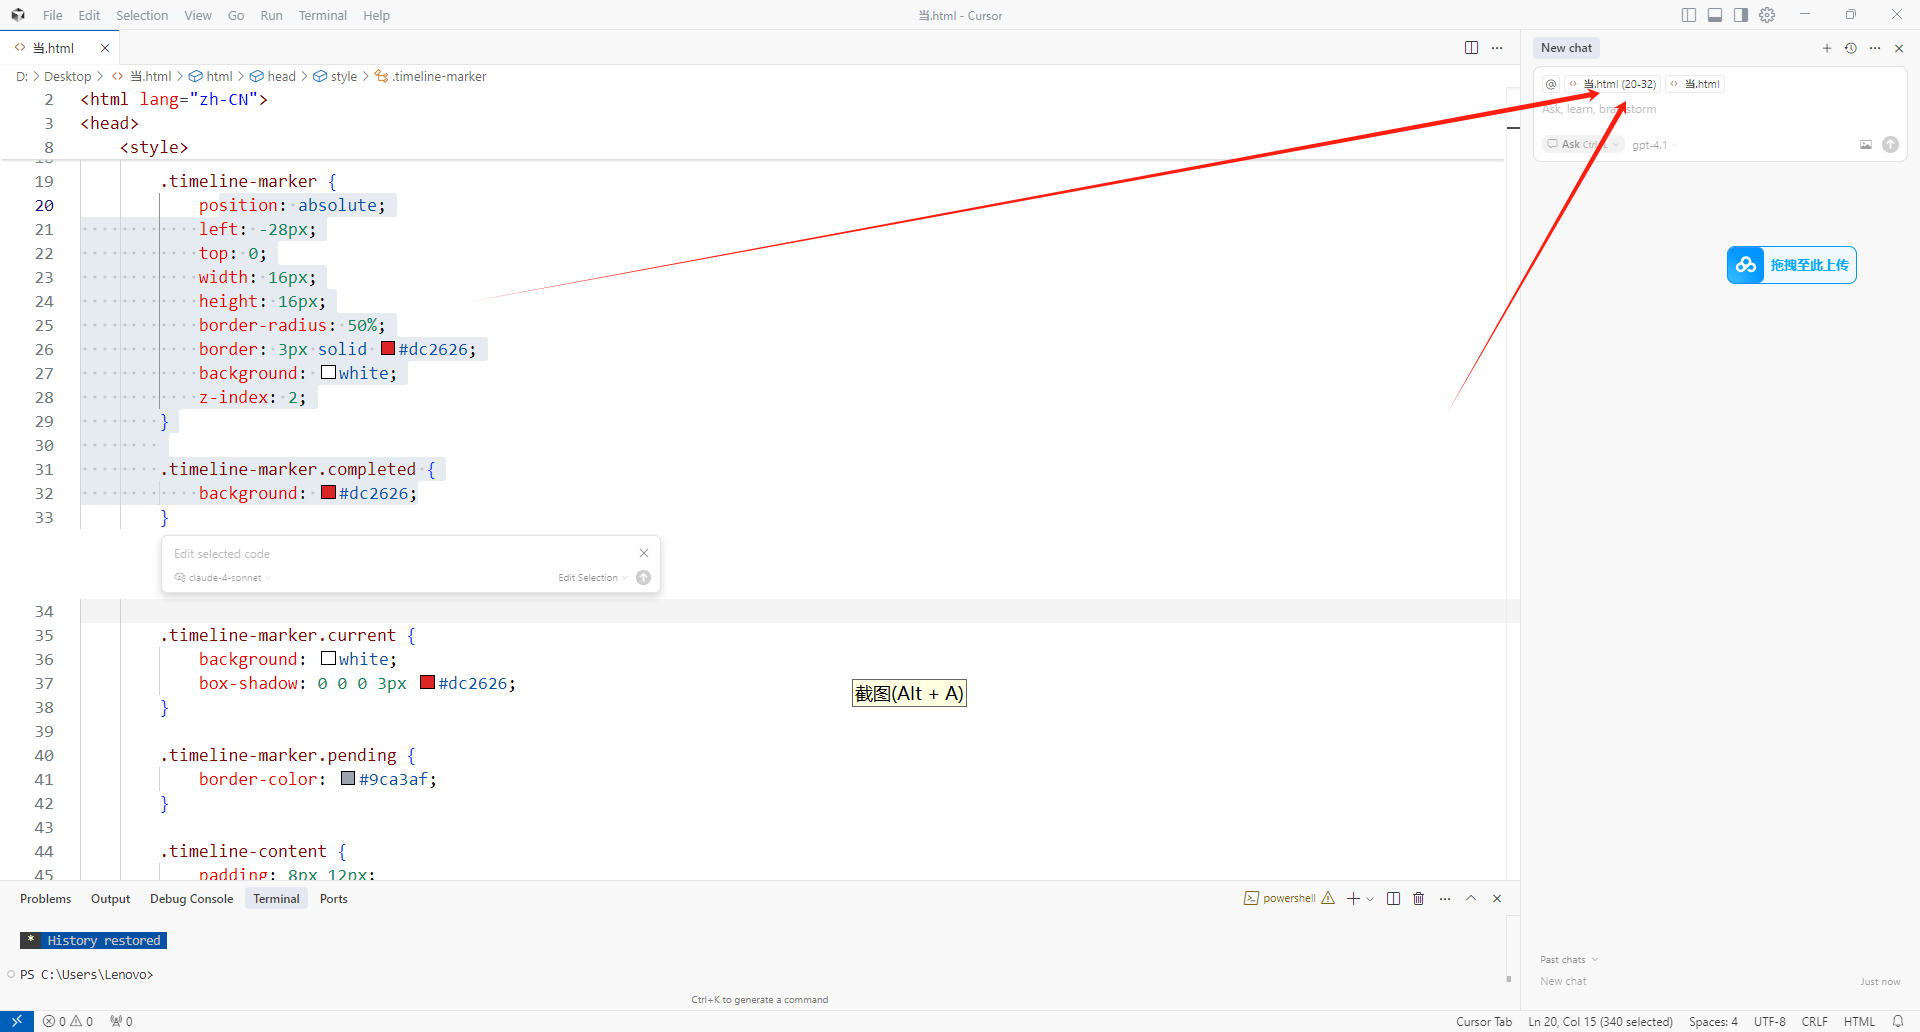 File Edit Selection View Go Run Terminal Help
当.html - Cursor
当.html
D: > Desktop > 当.html > html > head > style > .timeline-marker
2 <html lang="zh-CN">
3 <head>
8 <style>
19 .timeline-marker {
20 position: absolute;
21 left: -28px;
22 top: 0;
23 width: 16px;
24 height: 16px;
25 border-radius: 50%;
26 border: 3px solid #dc2626;
27 background: white;
28 z-index: 2;
29 }
30
31 .timeline-marker.completed {
32 background: #dc2626;
33 }
Edit selected code
claude-4-sonnet Edit Selection
34
35 .timeline-marker.current {
36 background: white;
37 box-shadow: 0 0 0 3px #dc2626;
38 }
39
40 .timeline-marker.pending {
41 border-color: #9ca3af;
42 }
43
44 .timeline-content {
45 padding: 8px 12px;
截图(Alt + A)
Problems Output Debug Console Terminal Ports
powershell
* History restored
PS C:\Users\Lenovo>
Ctrl+K to generate a command
New chat
@ 当.html (20-32) 当.html
Ask, learn, brainstorm
Ask gpt-4.1
拖拽至此上传
Past chats
New chat Just now
0 0 0
Cursor Tab Ln 20, Col 15 (340 selected) Spaces: 4 UTF-8 CRLF HTML